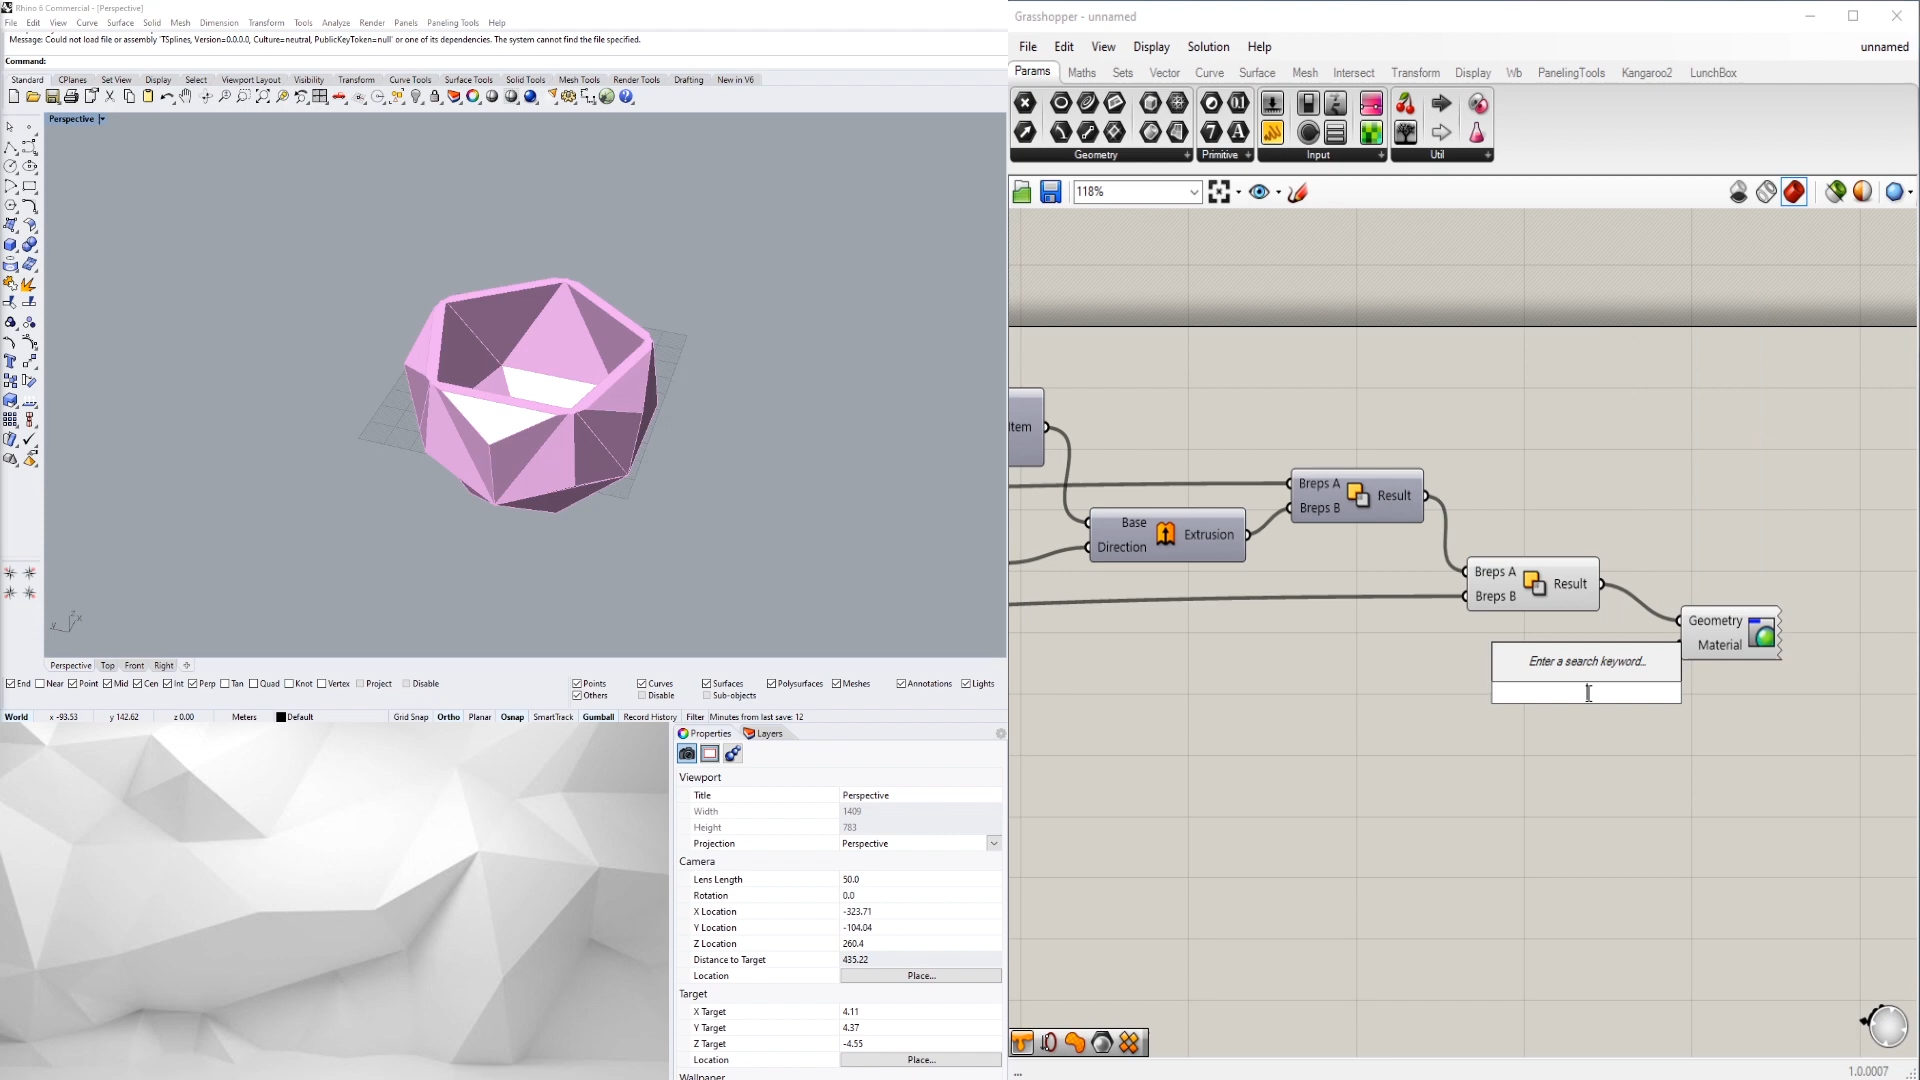 Rhino 6 Commercial - [Perspective]
File Edit View Curve Surface Solid Mesh Dimension Transform Tools Analyze Render Panels Paneling Tools Help
Message: Could not load file or assembly 'TSplines, Version=0.0.0.0, Culture=neutral, PublicKeyToken=null' or one of its dependencies. The system cannot find the file specified.
Command:
Standard CPlanes Set View Display Select Viewport Layout Visibility Transform Curve Tools Surface Tools Solid Tools Mesh Tools Render Tools Drafting New in V6
Perspective
z
x
y
Perspective Top Front Right
End Near Point Mid Cen Int Perp Tan Quad Knot Vertex Project Disable
Points Curves Surfaces Polysurfaces Meshes Annotations Lights
Others Disable Sub-objects
World x -93.53 y 142.62 z 0.00 Meters Default Grid Snap Ortho Planar Osnap SmartTrack Gumball Record History Filter Minutes from last save: 12
Properties Layers
Viewport
Title Perspective
Width 1409
Height 783
Projection Perspective
Camera
Lens Length 50.0
Rotation 0.0
X Location -323.71
Y Location -104.04
Z Location 260.4
Distance to Target 435.22
Location Place...
Target
X Target 4.11
Y Target 4.37
Z Target -4.55
Location Place...
Wallpaper
Grasshopper - unnamed
File Edit View Display Solution Help unnamed
Params Maths Sets Vector Curve Surface Mesh Intersect Transform Display Wb PanelingTools Kangaroo2 LunchBox
Geometry Primitive Input Util
118%
Item
Base
Direction
Extrusion
Breps A
Breps B
Result
Breps A
Breps B
Result
Geometry
Material
Enter a search keyword...
...
1.0.0007